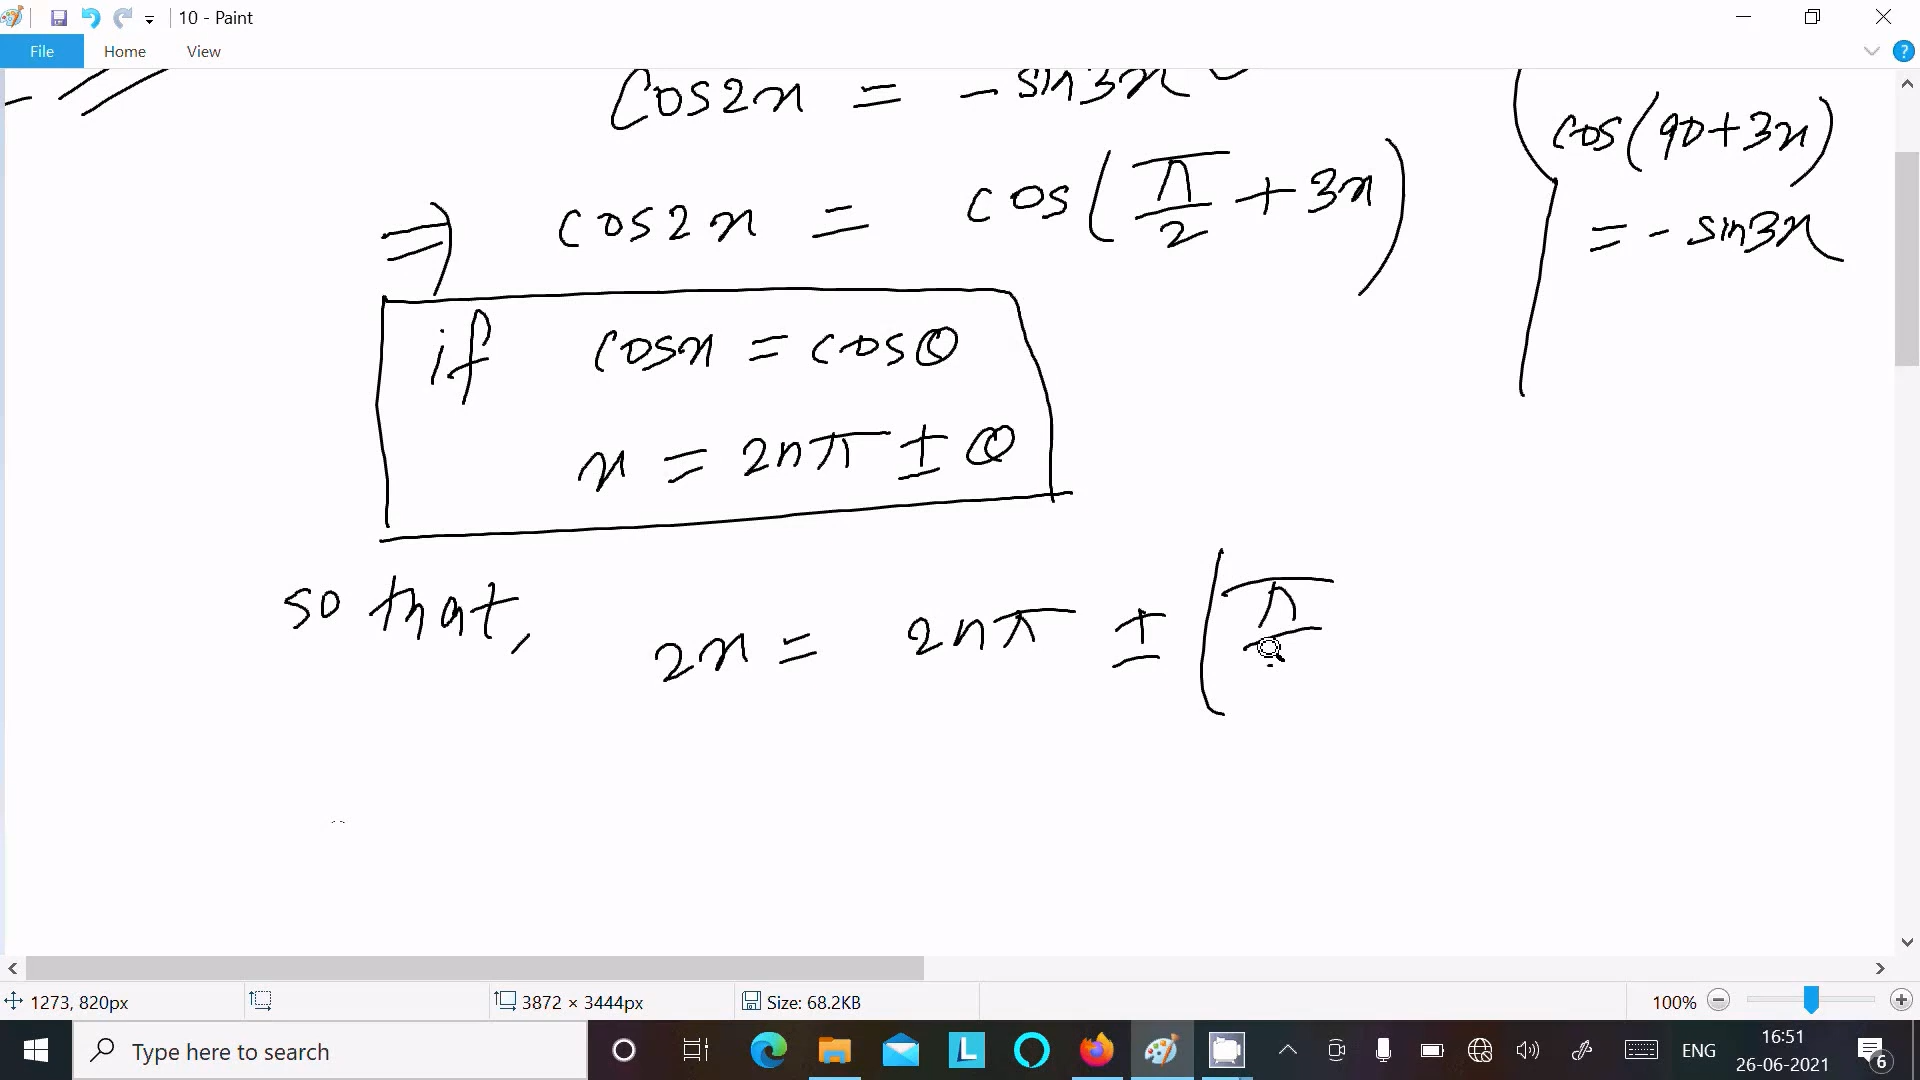 10 - Paint
File Home View
cos2x = - sin3x
cos(90+3x)
= - sin3x
⇒ cos2x = cos(π/2 + 3x)
if cosx = cosθ
x = 2nπ ± θ
so that,
2x = 2nπ ± (π
1273, 820px 3872 × 3444px Size: 68.2KB 100%
Type here to search
L
ENG
16:51
26-06-2021
6